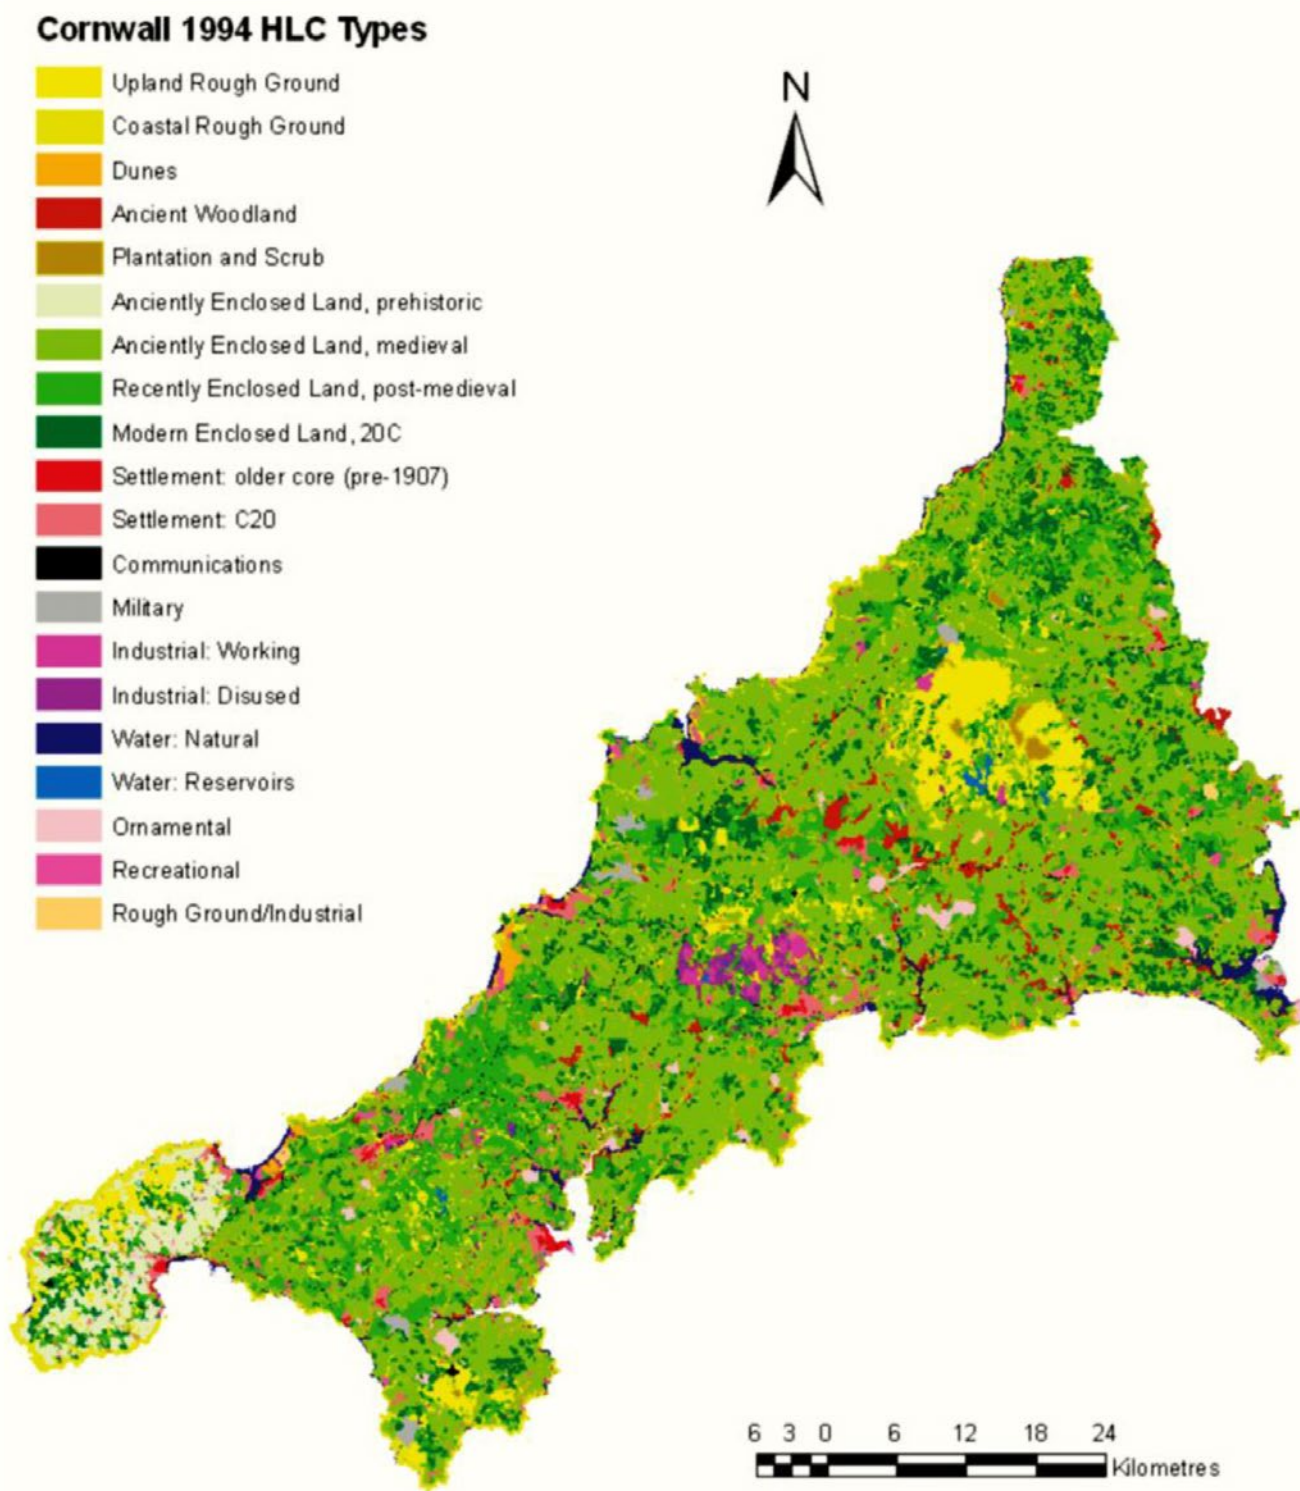 Cornwall 1994 HLC Types
Upland Rough Ground
Coastal Rough Ground
Dunes
Ancient Woodland
Plantation and Scrub
Anciently Enclosed Land, prehistoric
Anciently Enclosed Land, medieval
Recently Enclosed Land, post-medieval
Modern Enclosed Land, 20C
Settlement: older core (pre-1907)
Settlement: C20
Communications
Military
Industrial: Working
Industrial: Disused
Water: Natural
Water: Reservoirs
Ornamental
Recreational
Rough Ground/Industrial
N
6 3 0 6 12 18 24
Kilometres